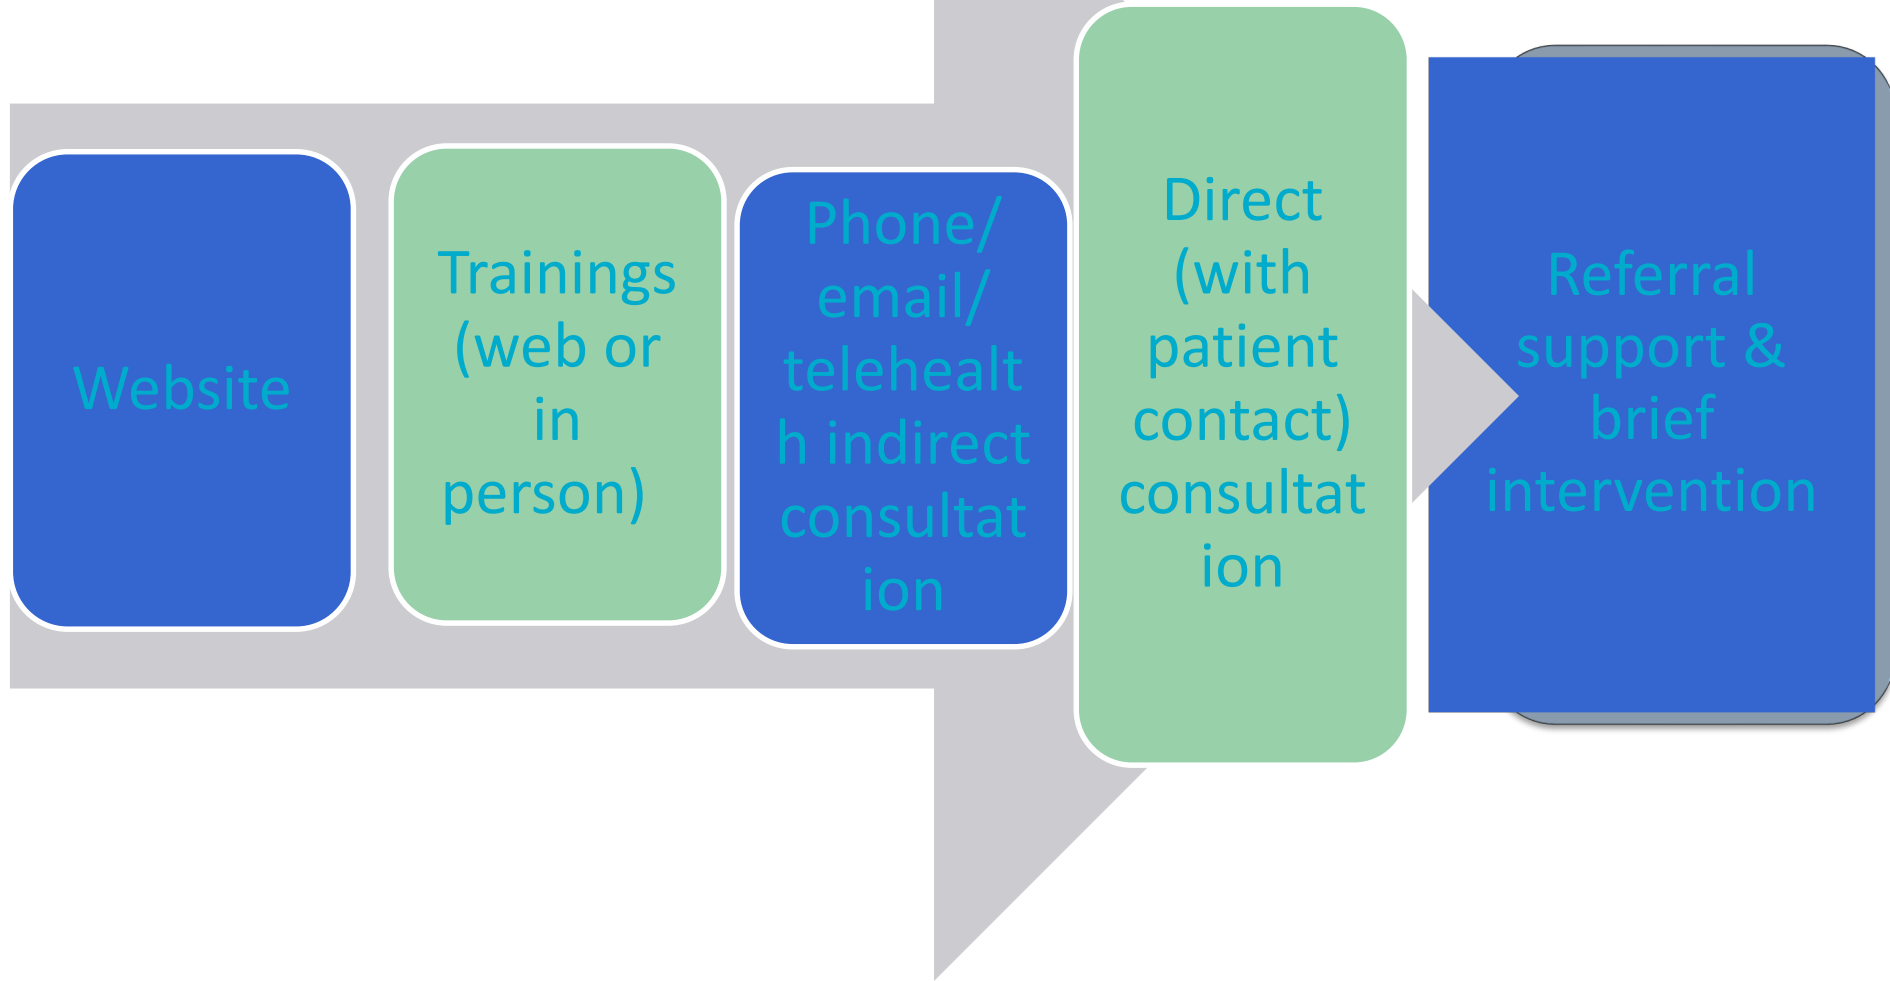 Website
Trainings
(web or
in
person)
Phone/
email/
telehealt
h indirect
consultat
ion
Direct
(with
patient
contact)
consultat
ion
Referral
support &
brief
intervention